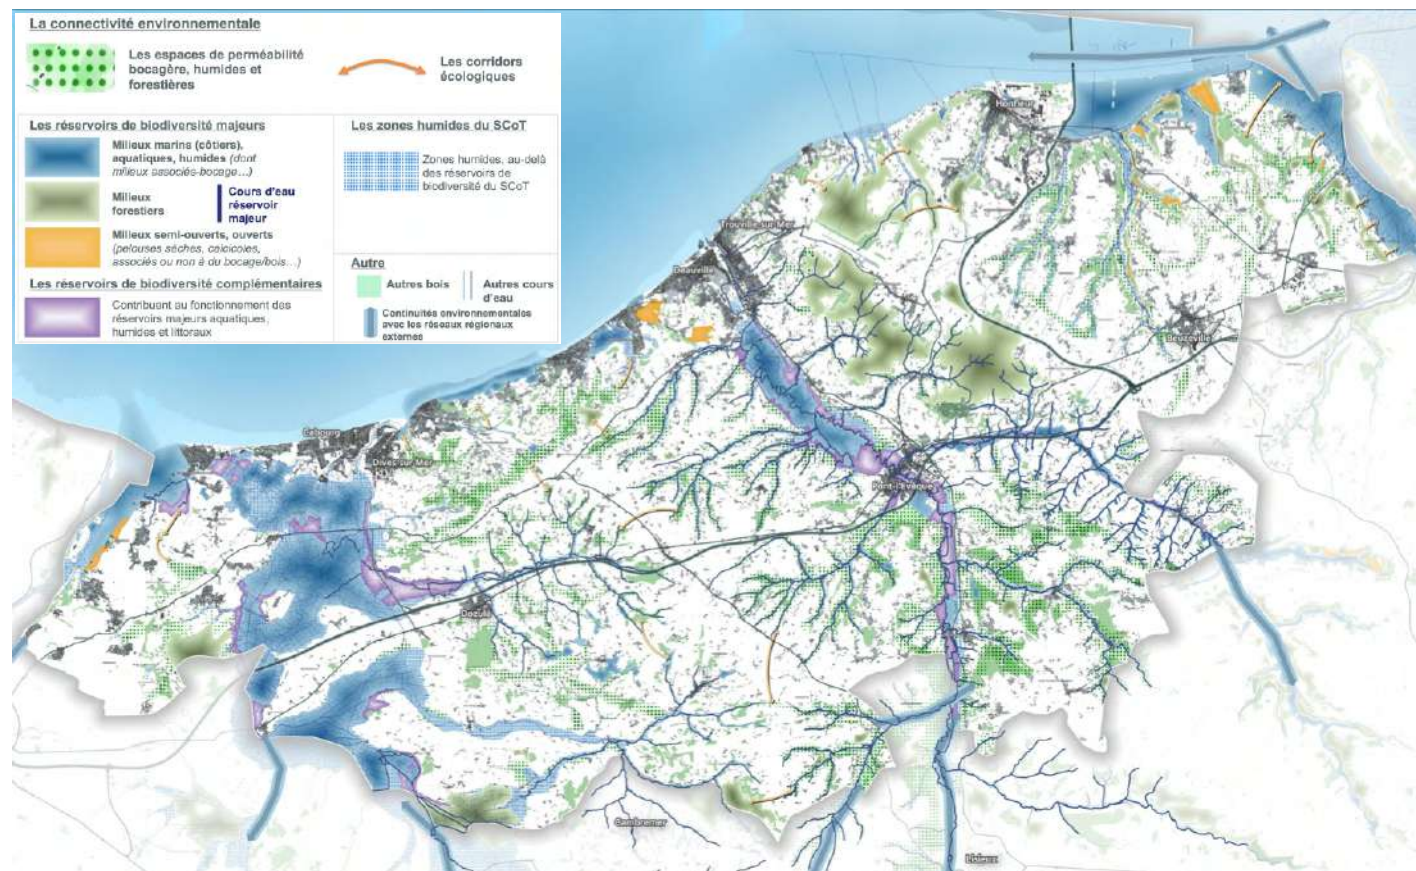 La connectivité environnementale
Les espaces de perméabilité
bocagère, humides et
forestières
Les corridors
écologiques
Les réservoirs de biodiversité majeurs
Milieux marins (côtiers),
aquatiques, humides (dont
milieux associés-bocage…)
Milieux
forestiers
Cours d'eau
réservoir
majeur
Milieux semi-ouverts, ouverts
(pelouses sèches, calcicoles,
associés ou non à du bocage/bois…)
Les réservoirs de biodiversité complémentaires
Contribuant au fonctionnement des
réservoirs majeurs aquatiques,
humides et littoraux
Les zones humides du SCoT
Zones humides, au-delà
des réservoirs de
biodiversité du SCoT
Autre
Autres bois
Autres cours
d'eau
Continuités environnementales
avec les réseaux régionaux
externes
Honfleur
Trouville-sur-Mer
Deauville
Beuzeville
Cabourg
Dives-sur-Mer
Pont-l'Évêque
Dozulé
Cambremer
Lisieux